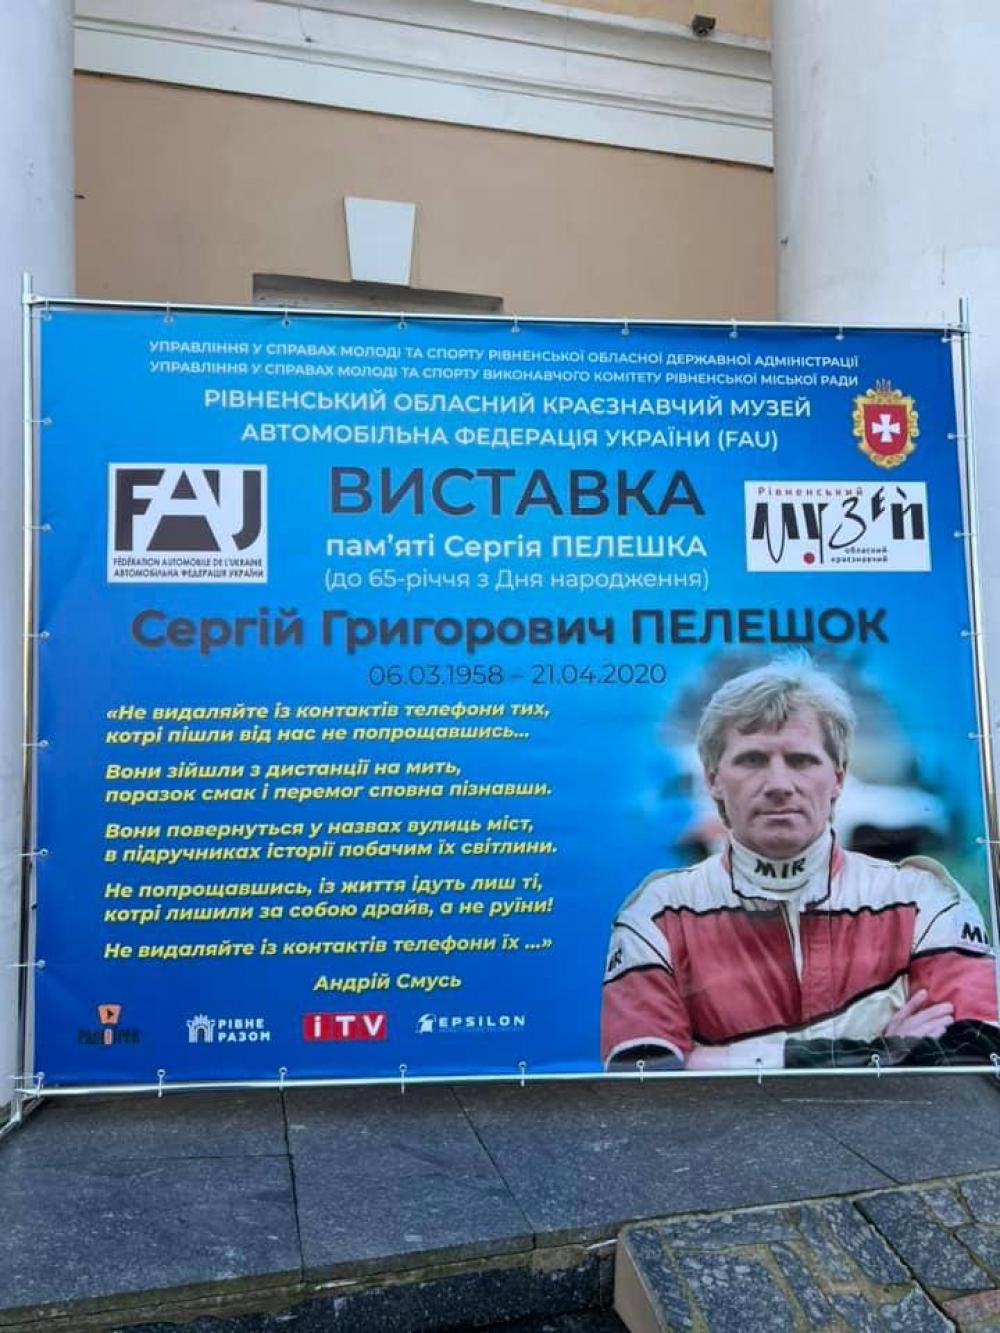 УПРАВЛІННЯ У СПРАВАХ МОЛОДІ ТА СПОРТУ РІВНЕНСЬКОЇ ОБЛАСНОЇ ДЕРЖАВНОЇ АДМІНІСТРАЦІЇ
УПРАВЛІННЯ У СПРАВАХ МОЛОДІ ТА СПОРТУ ВИКОНАВЧОГО КОМІТЕТУ РІВНЕНСЬКОЇ МІСЬКОЇ РАДИ
РІВНЕНСЬКИЙ ОБЛАСНИЙ КРАЄЗНАВЧИЙ МУЗЕЙ
АВТОМОБІЛЬНА ФЕДЕРАЦІЯ УКРАЇНИ (FAU)
FAU
FÉDÉRATION AUTOMOBILE DE L'UKRAINE
АВТОМОБІЛЬНА ФЕДЕРАЦІЯ УКРАЇНИ
ВИСТАВКА
пам'яті Сергія ПЕЛЕШКА
(до 65-річчя з Дня народження)
Рівненський
музей
обласний
краєзнавчий
Сергій Григорович ПЕЛЕШОК
06.03.1958 – 21.04.2020
«Не видаляйте із контактів телефони тих,
котрі пішли від нас не попрощавшись...
Вони зійшли з дистанції на мить,
поразок смак і перемог сповна пізнавши.
Вони повернуться у назвах вулиць міст,
в підручниках історії побачим їх світлини.
Не попрощавшись, із життя ідуть лиш ті,
котрі лишили за собою драйв, а не руїни!
Не видаляйте із контактів телефони їх ...»
Андрій Смусь
MIR
РІВНЕ
РАЗОМ
iTV
EPSILON